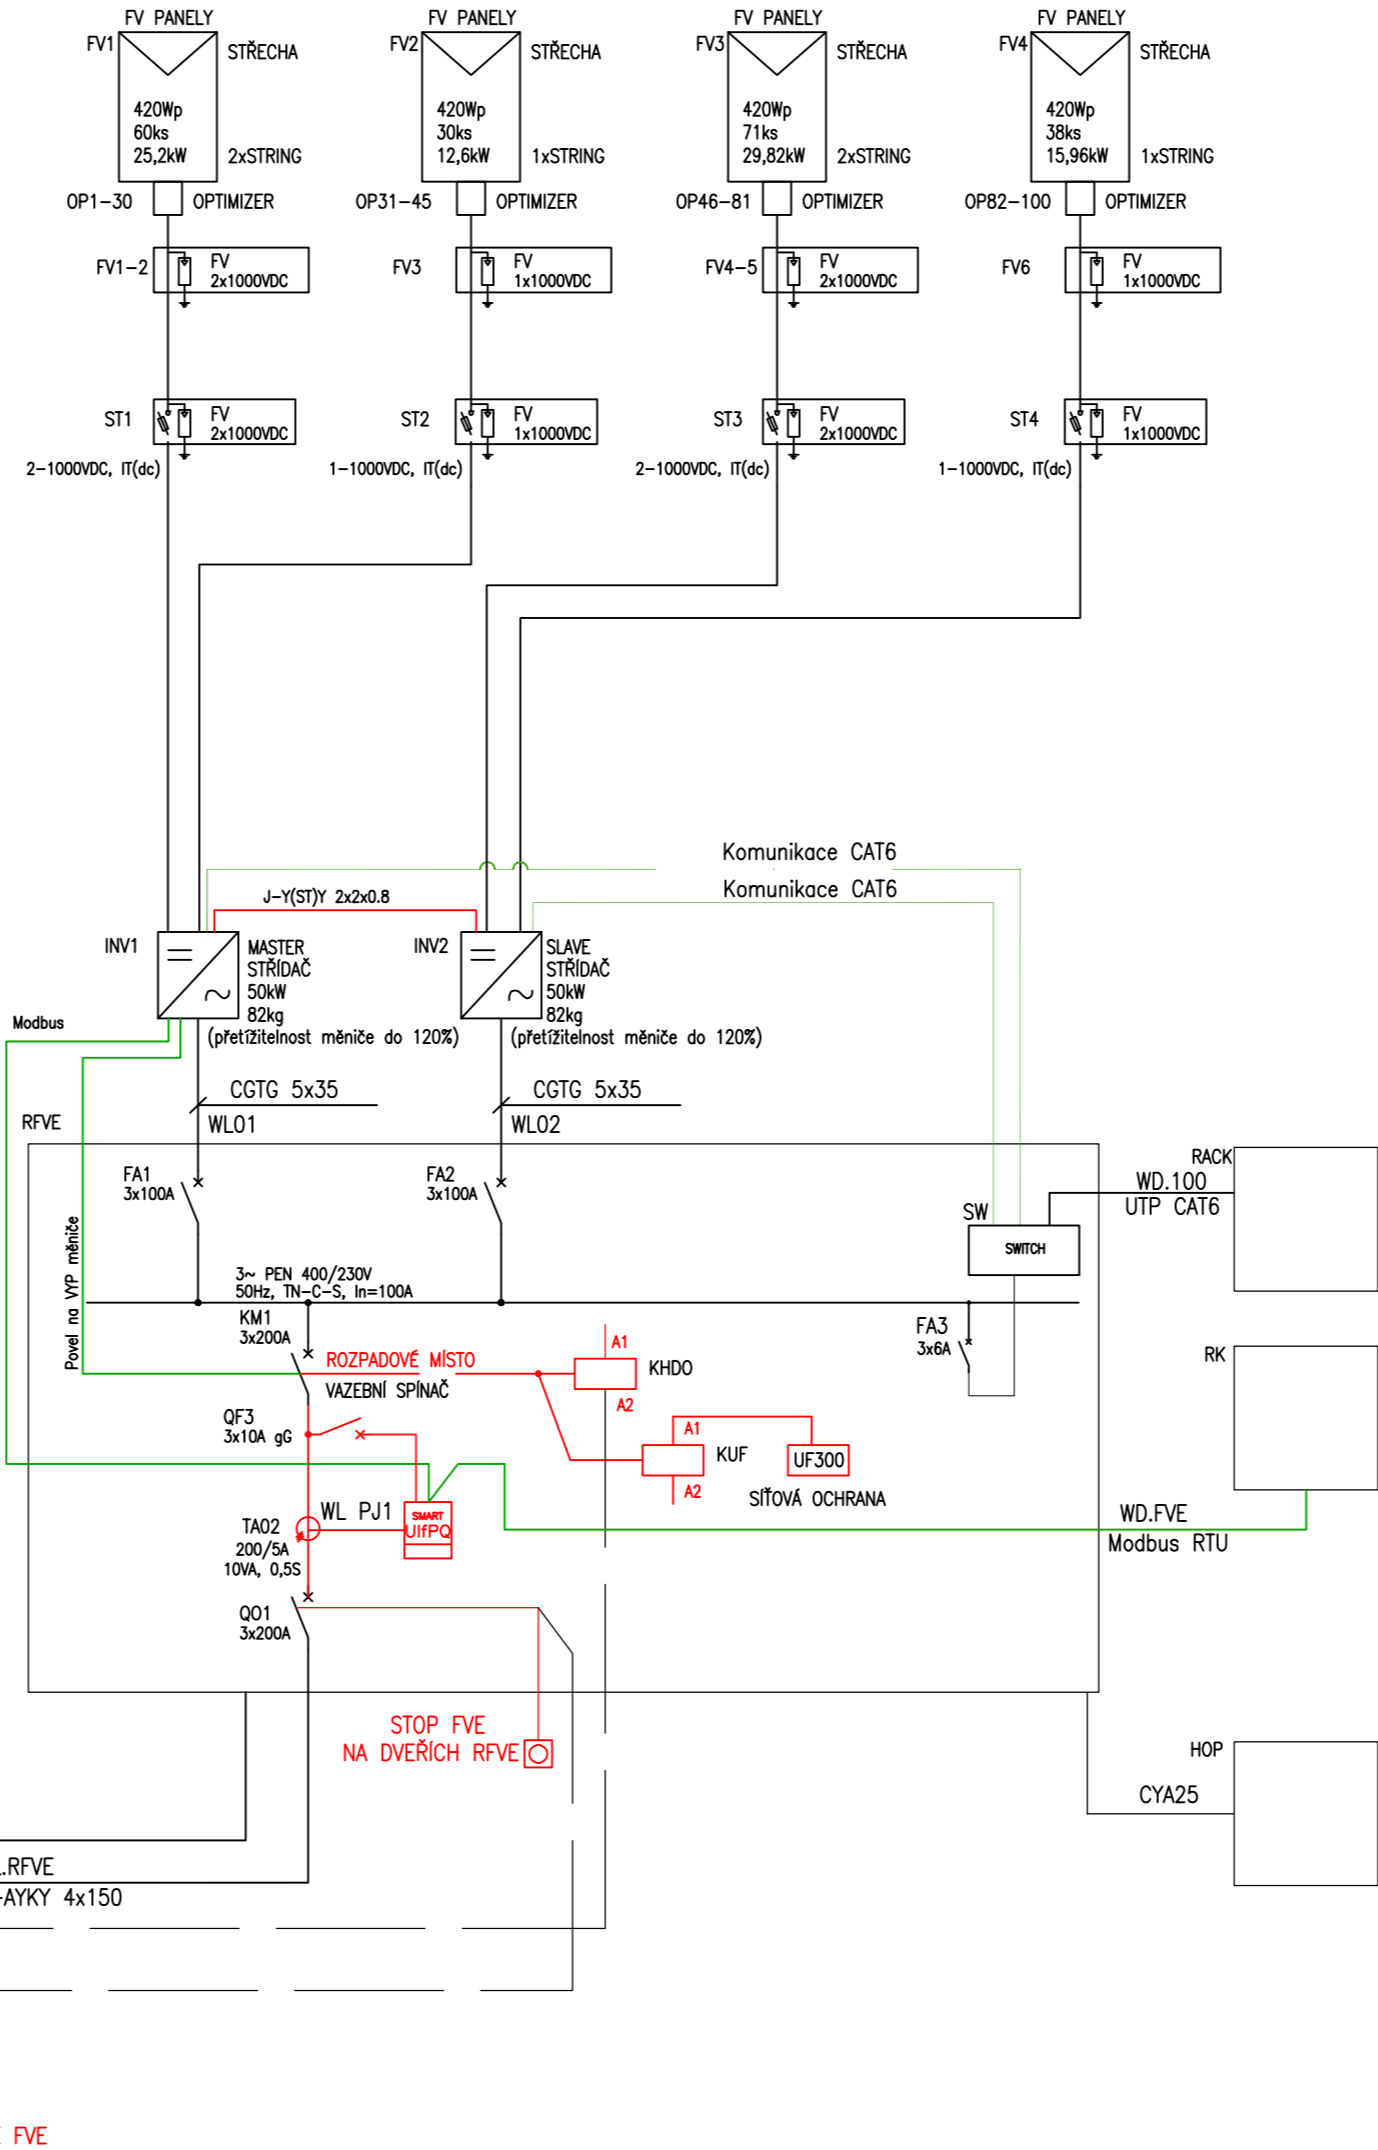 FV PANELY
FV1
STŘECHA
420Wp
60ks
25,2kW
2xSTRING
OP1-30
OPTIMIZER
FV1-2
FV
2x1000VDC
ST1
FV
2x1000VDC
2-1000VDC, IT(dc)
FV PANELY
FV2
STŘECHA
420Wp
30ks
12,6kW
1xSTRING
OP31-45
OPTIMIZER
FV3
FV
1x1000VDC
ST2
FV
1x1000VDC
1-1000VDC, IT(dc)
FV PANELY
FV3
STŘECHA
420Wp
71ks
29,82kW
2xSTRING
OP46-81
OPTIMIZER
FV4-5
FV
2x1000VDC
ST3
FV
2x1000VDC
2-1000VDC, IT(dc)
FV PANELY
FV4
STŘECHA
420Wp
38ks
15,96kW
1xSTRING
OP82-100
OPTIMIZER
FV6
FV
1x1000VDC
ST4
FV
1x1000VDC
1-1000VDC, IT(dc)
Komunikace CAT6
Komunikace CAT6
J-Y(ST)Y 2x2x0.8
INV1
MASTER
STŘÍDAČ
50kW
82kg
(přetížitelnost měniče do 120%)
INV2
SLAVE
STŘÍDAČ
50kW
82kg
(přetížitelnost měniče do 120%)
Modbus
CGTG 5x35
WL01
CGTG 5x35
WL02
RFVE
FA1
3x100A
FA2
3x100A
Povel na VYP měniče
3~ PEN 400/230V
50Hz, TN-C-S, In=100A
KM1
3x200A
ROZPADOVÉ MÍSTO
VAZEBNÍ SPÍNAČ
A1
KHDO
A2
QF3
3x10A gG
A1
KUF
A2
UF300
SÍŤOVÁ OCHRANA
SW
SWITCH
FA3
3x6A
RACK
WD.100
UTP CAT6
RK
WD.FVE
Modbus RTU
TA02
200/5A
10VA, 0,5S
WL PJ1
SMART
UIfPQ
Q01
3x200A
STOP FVE
NA DVEŘÍCH RFVE
HOP
CYA25
.RFVE
-AYKY 4x150
FVE